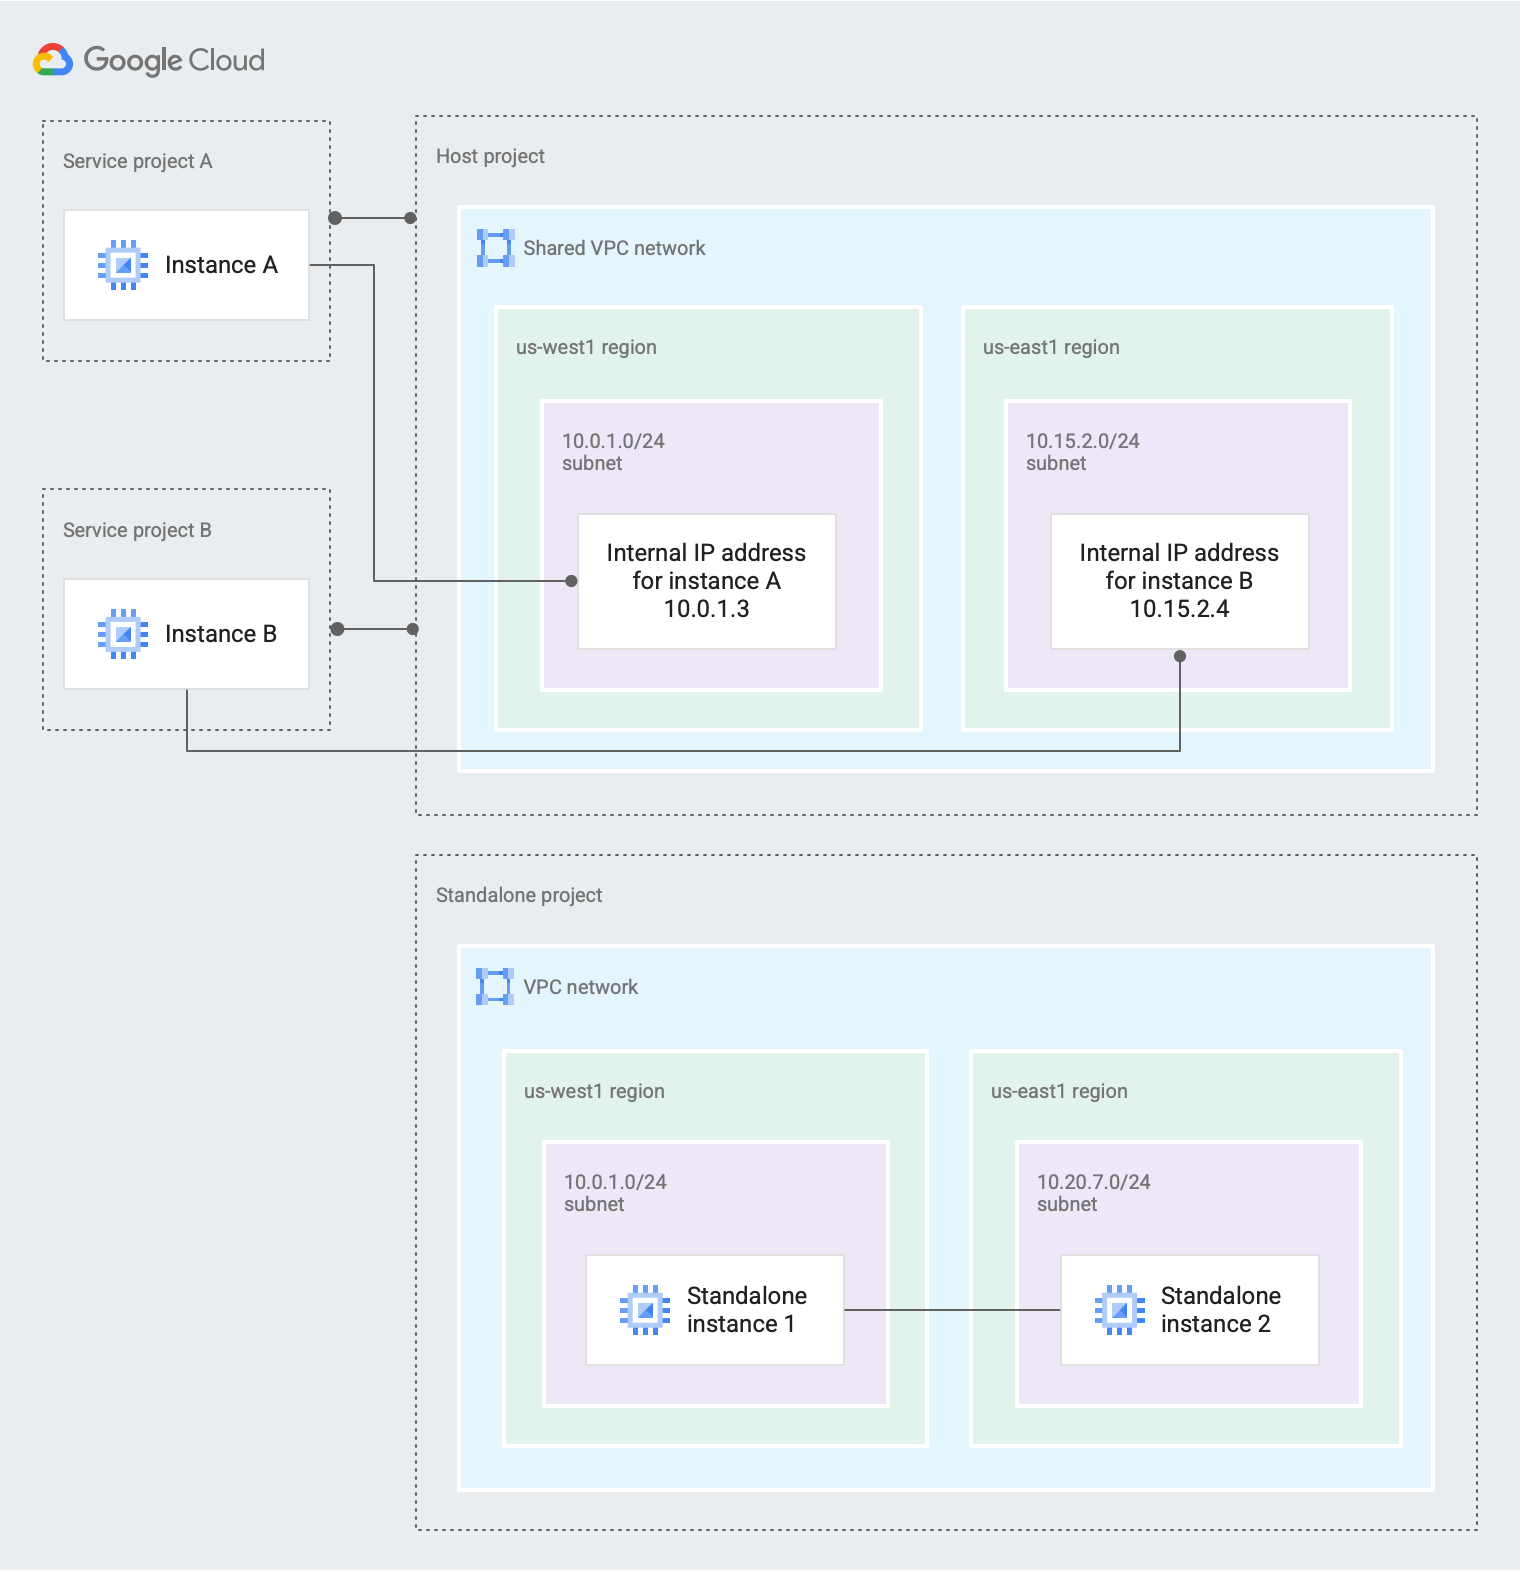 Google Cloud
Service project A
Instance A
Service project B
Instance B
Host project
Shared VPC network
us-west1 region
10.0.1.0/24
subnet
Internal IP address
for instance A
10.0.1.3
us-east1 region
10.15.2.0/24
subnet
Internal IP address
for instance B
10.15.2.4
Standalone project
VPC network
us-west1 region
10.0.1.0/24
subnet
Standalone
instance 1
us-east1 region
10.20.7.0/24
subnet
Standalone
instance 2